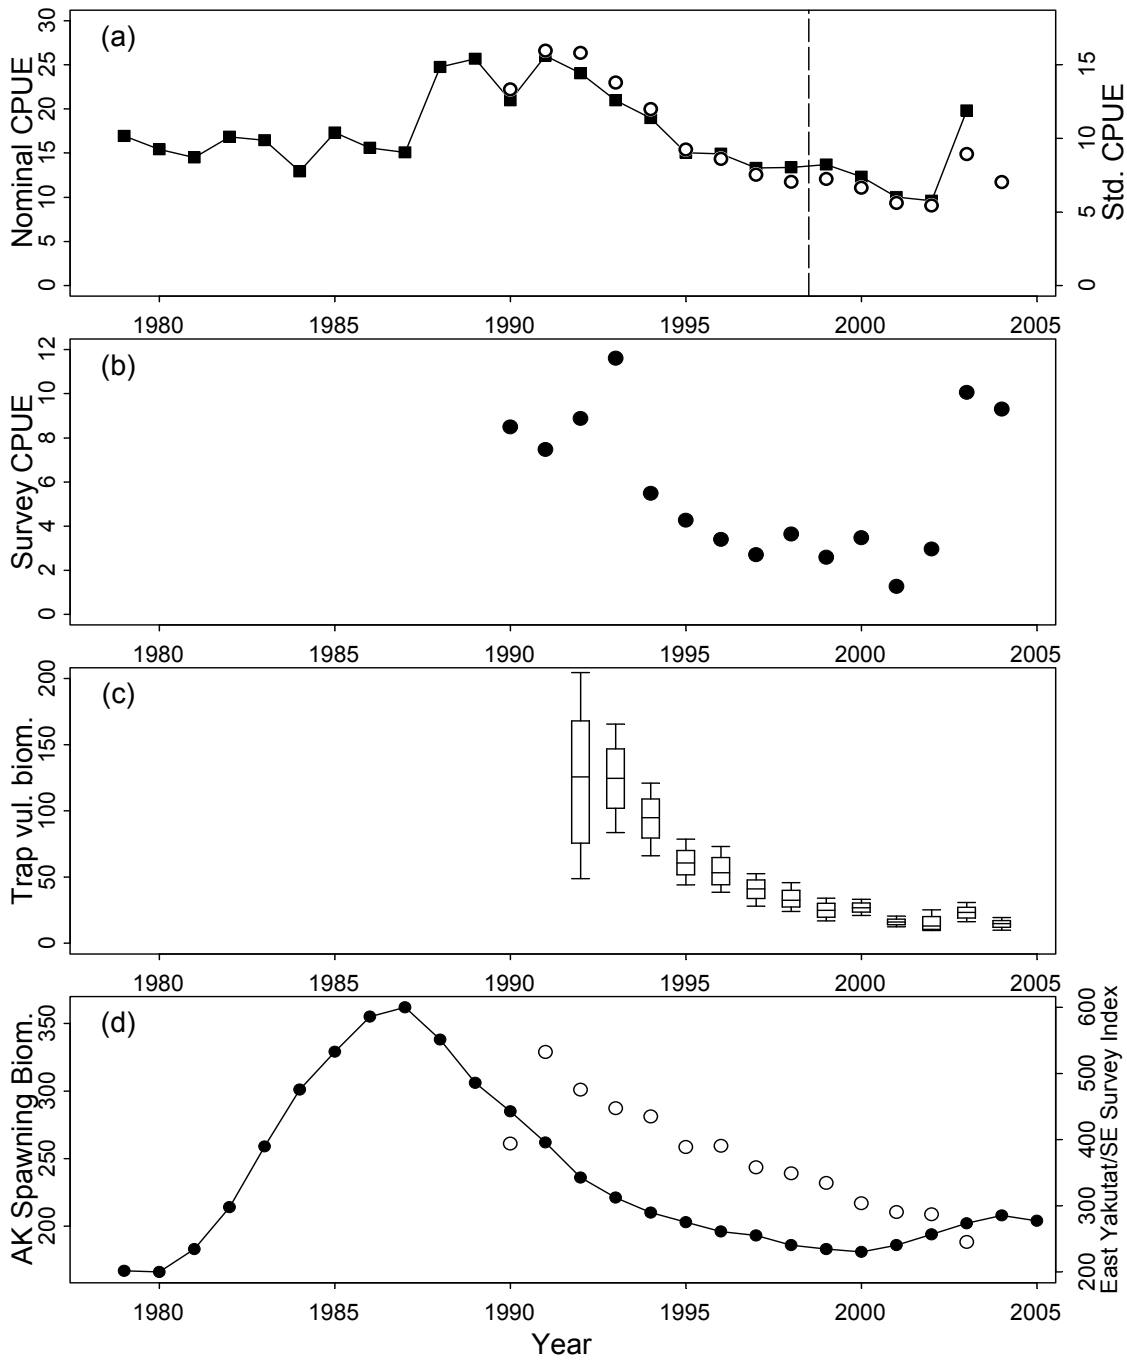 (a)
Nominal CPUE
0 5 10 15 20 25 30
Std. CPUE
0 5 10 15
1980 1985 1990 1995 2000 2005
(b)
Survey CPUE
0 2 4 6 8 10 12
1980 1985 1990 1995 2000 2005
(c)
Trap vul. biom.
0 50 100 150 200
1980 1985 1990 1995 2000 2005
(d)
AK Spawning Biom.
200 250 300 350
East Yakutat/SE Survey Index
200 300 400 500 600
1980 1985 1990 1995 2000 2005
Year